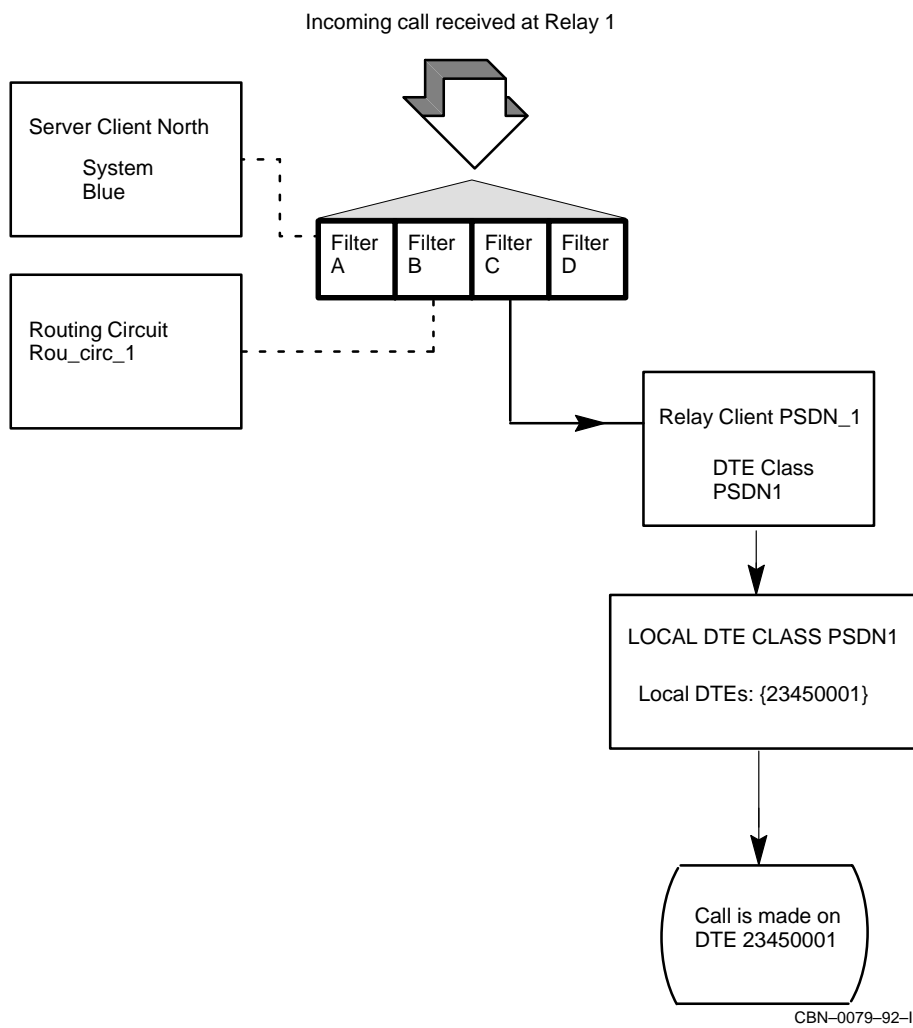 Incoming call received at Relay 1
Server Client North
System
Blue
Filter
A
Filter
B
Filter
C
Filter
D
Routing Circuit
Rou_circ_1
Relay Client PSDN_1
DTE Class
PSDN1
LOCAL DTE CLASS PSDN1
Local DTEs: {23450001}
Call is made on
DTE 23450001
CBN–0079–92–I